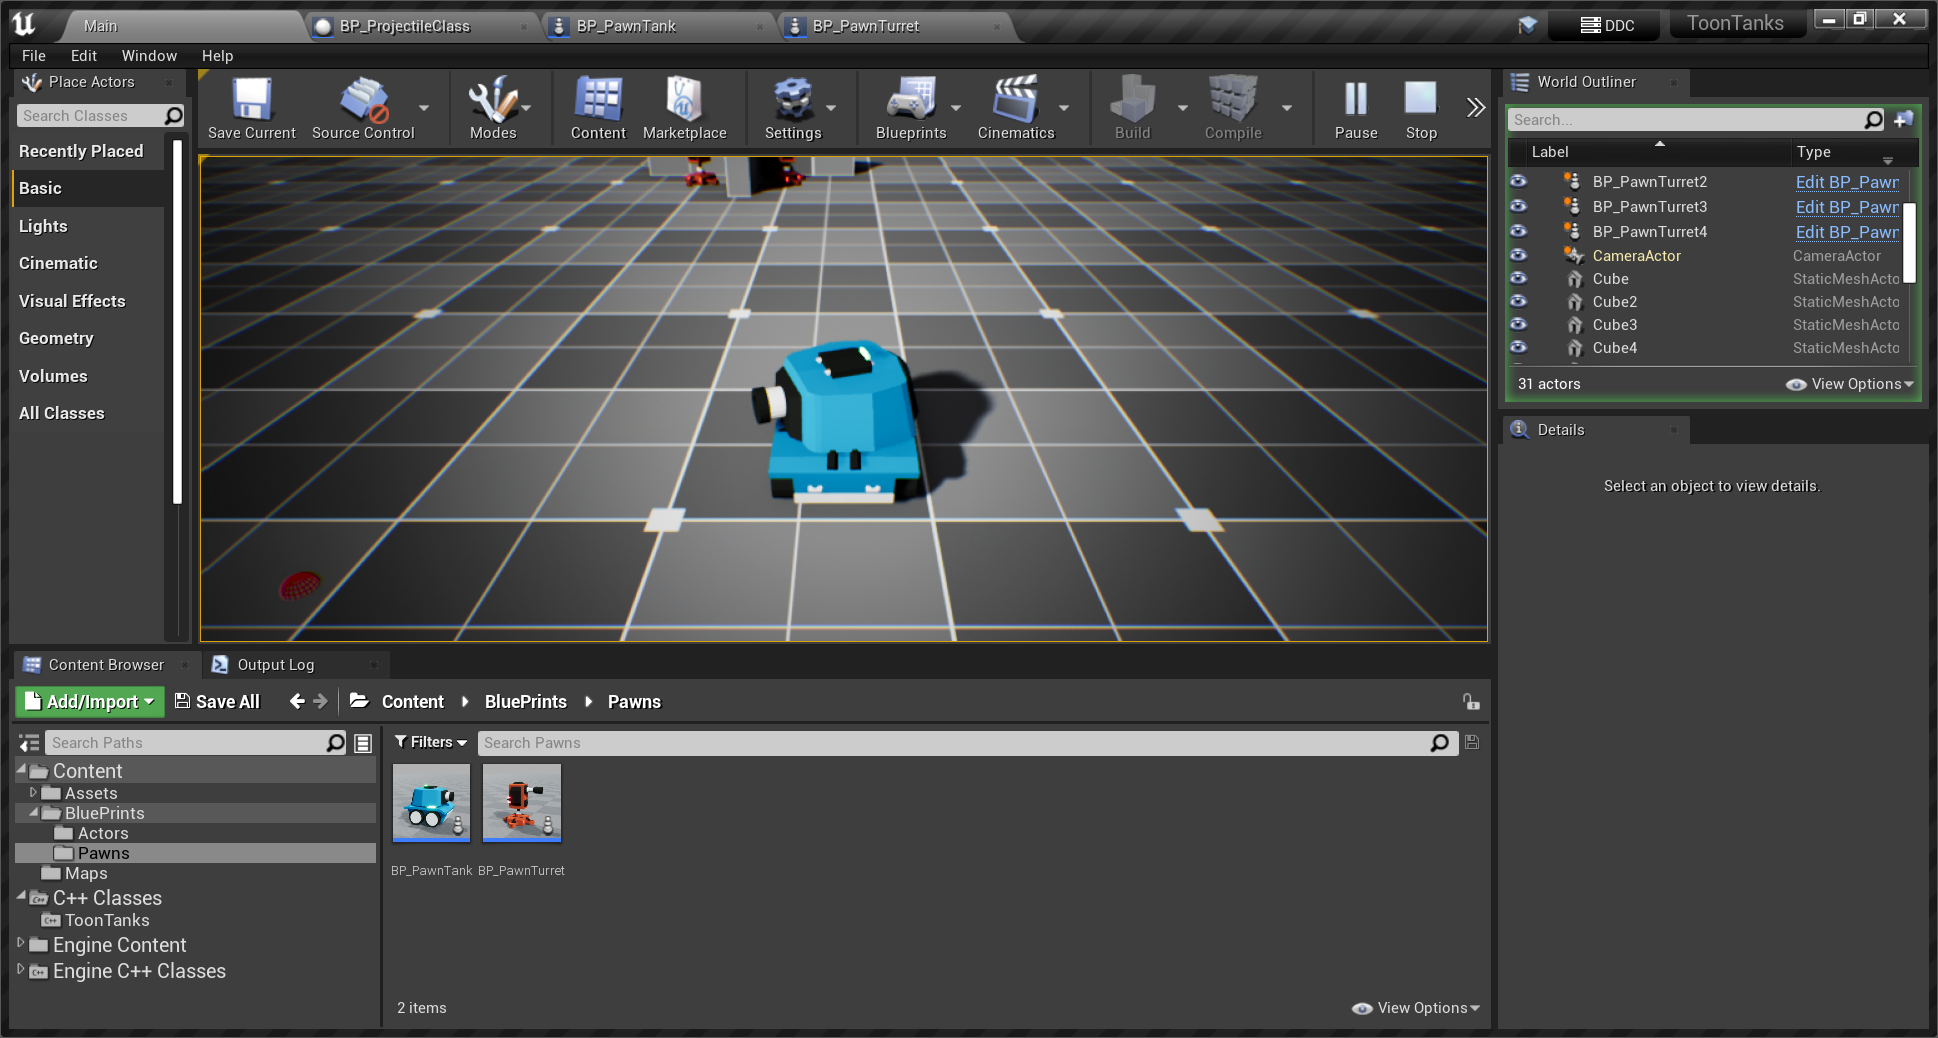 Main
BP_ProjectileClass
BP_PawnTank
BP_PawnTurret
DDC
ToonTanks
File Edit Window Help
Place Actors
Search Classes
Recently Placed
Basic
Lights
Cinematic
Visual Effects
Geometry
Volumes
All Classes
Save Current
Source Control
Modes
Content
Marketplace
Settings
Blueprints
Cinematics
Build
Compile
Pause
Stop
World Outliner
Search...
Label Type
BP_PawnTurret2 Edit BP_Pawn
BP_PawnTurret3 Edit BP_Pawn
BP_PawnTurret4 Edit BP_Pawn
CameraActor CameraActor
Cube StaticMeshActo
Cube2 StaticMeshActo
Cube3 StaticMeshActo
Cube4 StaticMeshActo
31 actors View Options
Details
Select an object to view details.
Content Browser
Output Log
Add/Import Save All Content BluePrints Pawns
Search Paths
Filters Search Pawns
Content
Assets
BluePrints
Actors
Pawns
Maps
C++ Classes
ToonTanks
Engine Content
Engine C++ Classes
BP_PawnTank BP_PawnTurret
2 items View Options